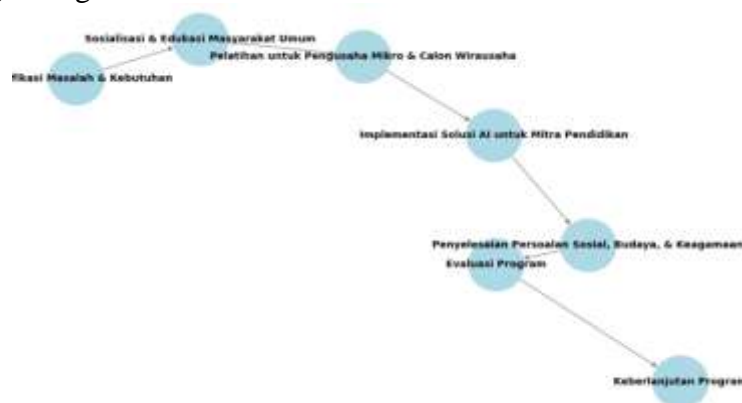 fikasi Masalah & Kebutuhan
Sosialisasi & Edukasi Masyarakat Umum
Pelatihan untuk Pengusaha Mikro & Calon Wirausaha
Implementasi Solusi AI untuk Mitra Pendidikan
Penyelesaian Persoalan Sosial, Budaya, & Keagamaan
Evaluasi Program
Keberlanjutan Program